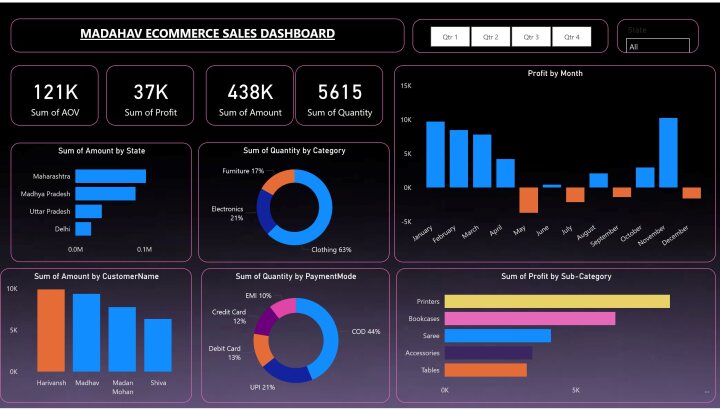 MADAHAV ECOMMERCE SALES DASHBOARD
Qtr 1
Qtr 2
Qtr 3
Qtr 4
State
All
121K
Sum of AOV
37K
Sum of Profit
438K
Sum of Amount
5615
Sum of Quantity
Profit by Month
15K
10K
5K
0K
-5K
January
February
March
April
May
June
July
August
September
October
November
December
Sum of Amount by State
Maharashtra
Madhya Pradesh
Uttar Pradesh
Delhi
0.0M
0.1M
Sum of Quantity by Category
Furniture 17%
Electronics
21%
Clothing 63%
Sum of Amount by CustomerName
10K
5K
0K
Harivansh
Madhav
Madan
Mohan
Shiva
Sum of Quantity by PaymentMode
EMI 10%
Credit Card
12%
Debit Card
13%
UPI 21%
COD 44%
Sum of Profit by Sub-Category
Printers
Bookcases
Saree
Accessories
Tables
0K
5K
...